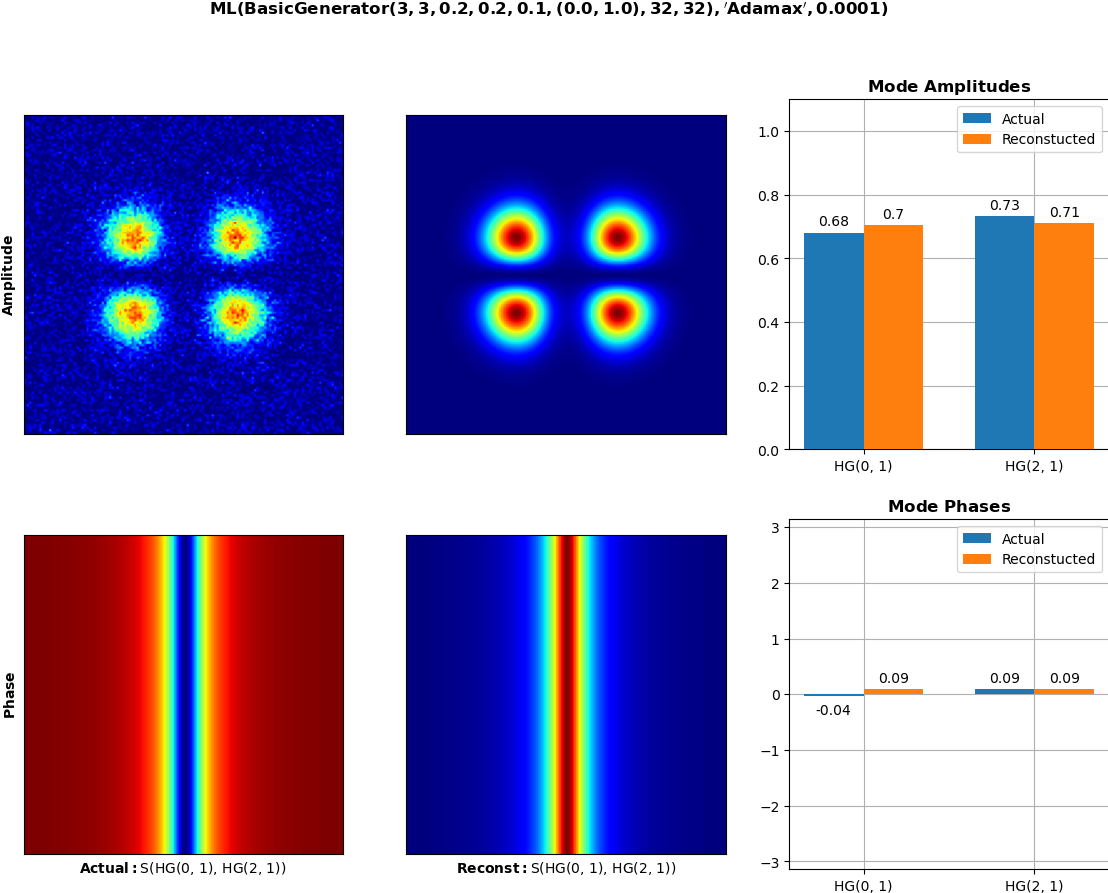 ML(BasicGenerator(3, 3, 0.2, 0.2, 0.1, (0.0, 1.0), 32, 32), ′Adamax′, 0.0001)
Amplitude
Mode Amplitudes
Actual
Reconstucted
1.0
0.8
0.6
0.4
0.2
0.0
0.68
0.7
0.73
0.71
HG(0, 1)
HG(2, 1)
Phase
Actual: S(HG(0, 1), HG(2, 1))
Reconst: S(HG(0, 1), HG(2, 1))
Mode Phases
Actual
Reconstucted
3
2
1
0
−1
−2
−3
-0.04
0.09
0.09
0.09
HG(0, 1)
HG(2, 1)